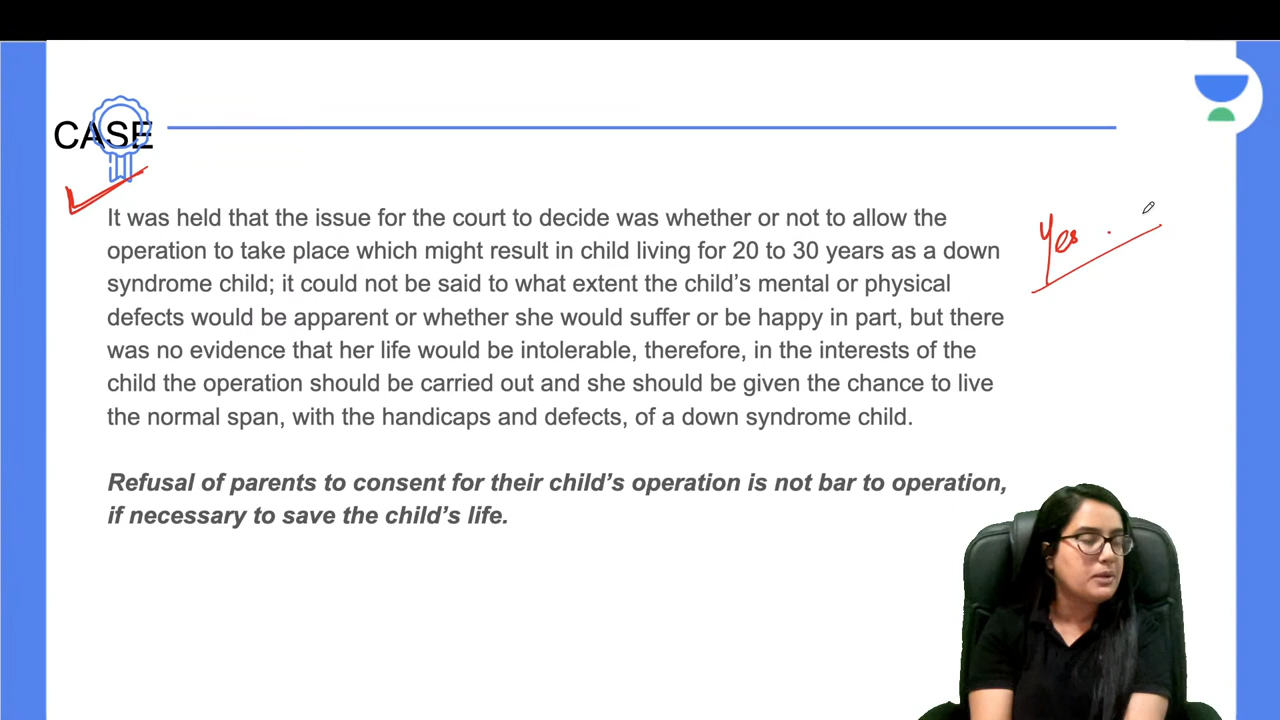 CASE
It was held that the issue for the court to decide was whether or not to allow the
operation to take place which might result in child living for 20 to 30 years as a down
syndrome child; it could not be said to what extent the child’s mental or physical
defects would be apparent or whether she would suffer or be happy in part, but there
was no evidence that her life would be intolerable, therefore, in the interests of the
child the operation should be carried out and she should be given the chance to live
the normal span, with the handicaps and defects, of a down syndrome child.
Yes .
Refusal of parents to consent for their child’s operation is not bar to operation,
if necessary to save the child’s life.